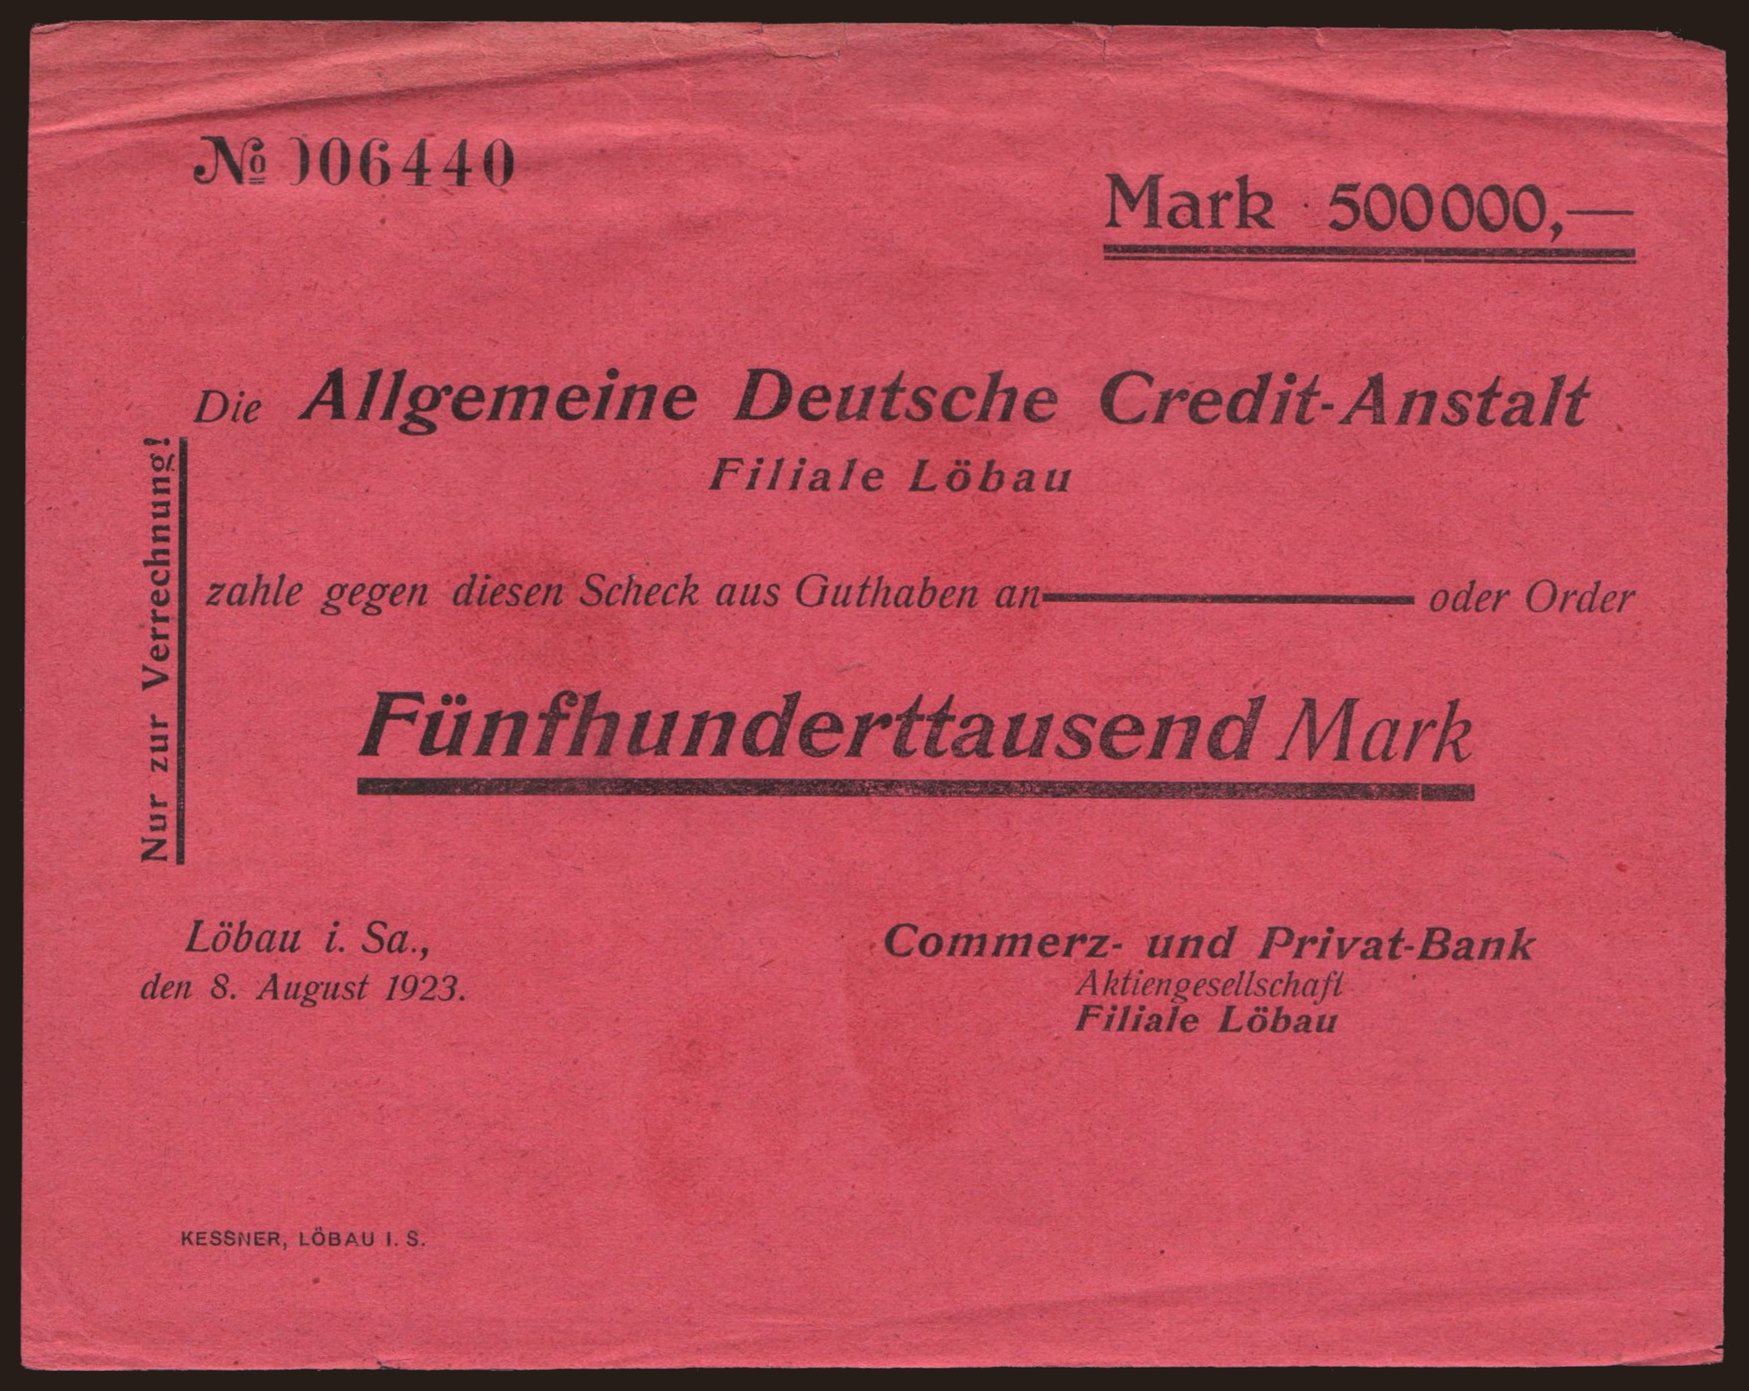 № 006440
Mark 500000,—
Die Allgemeine Deutsche Credit-Anstalt
Filiale Löbau
Nur zur Verrechnung!
zahle gegen diesen Scheck aus Guthaben an — oder Order
Fünfhunderttausend Mark
Löbau i. Sa.,
den 8. August 1923.
Commerz- und Privat-Bank
Aktiengesellschaft
Filiale Löbau
KESSNER, LÖBAU I. S.